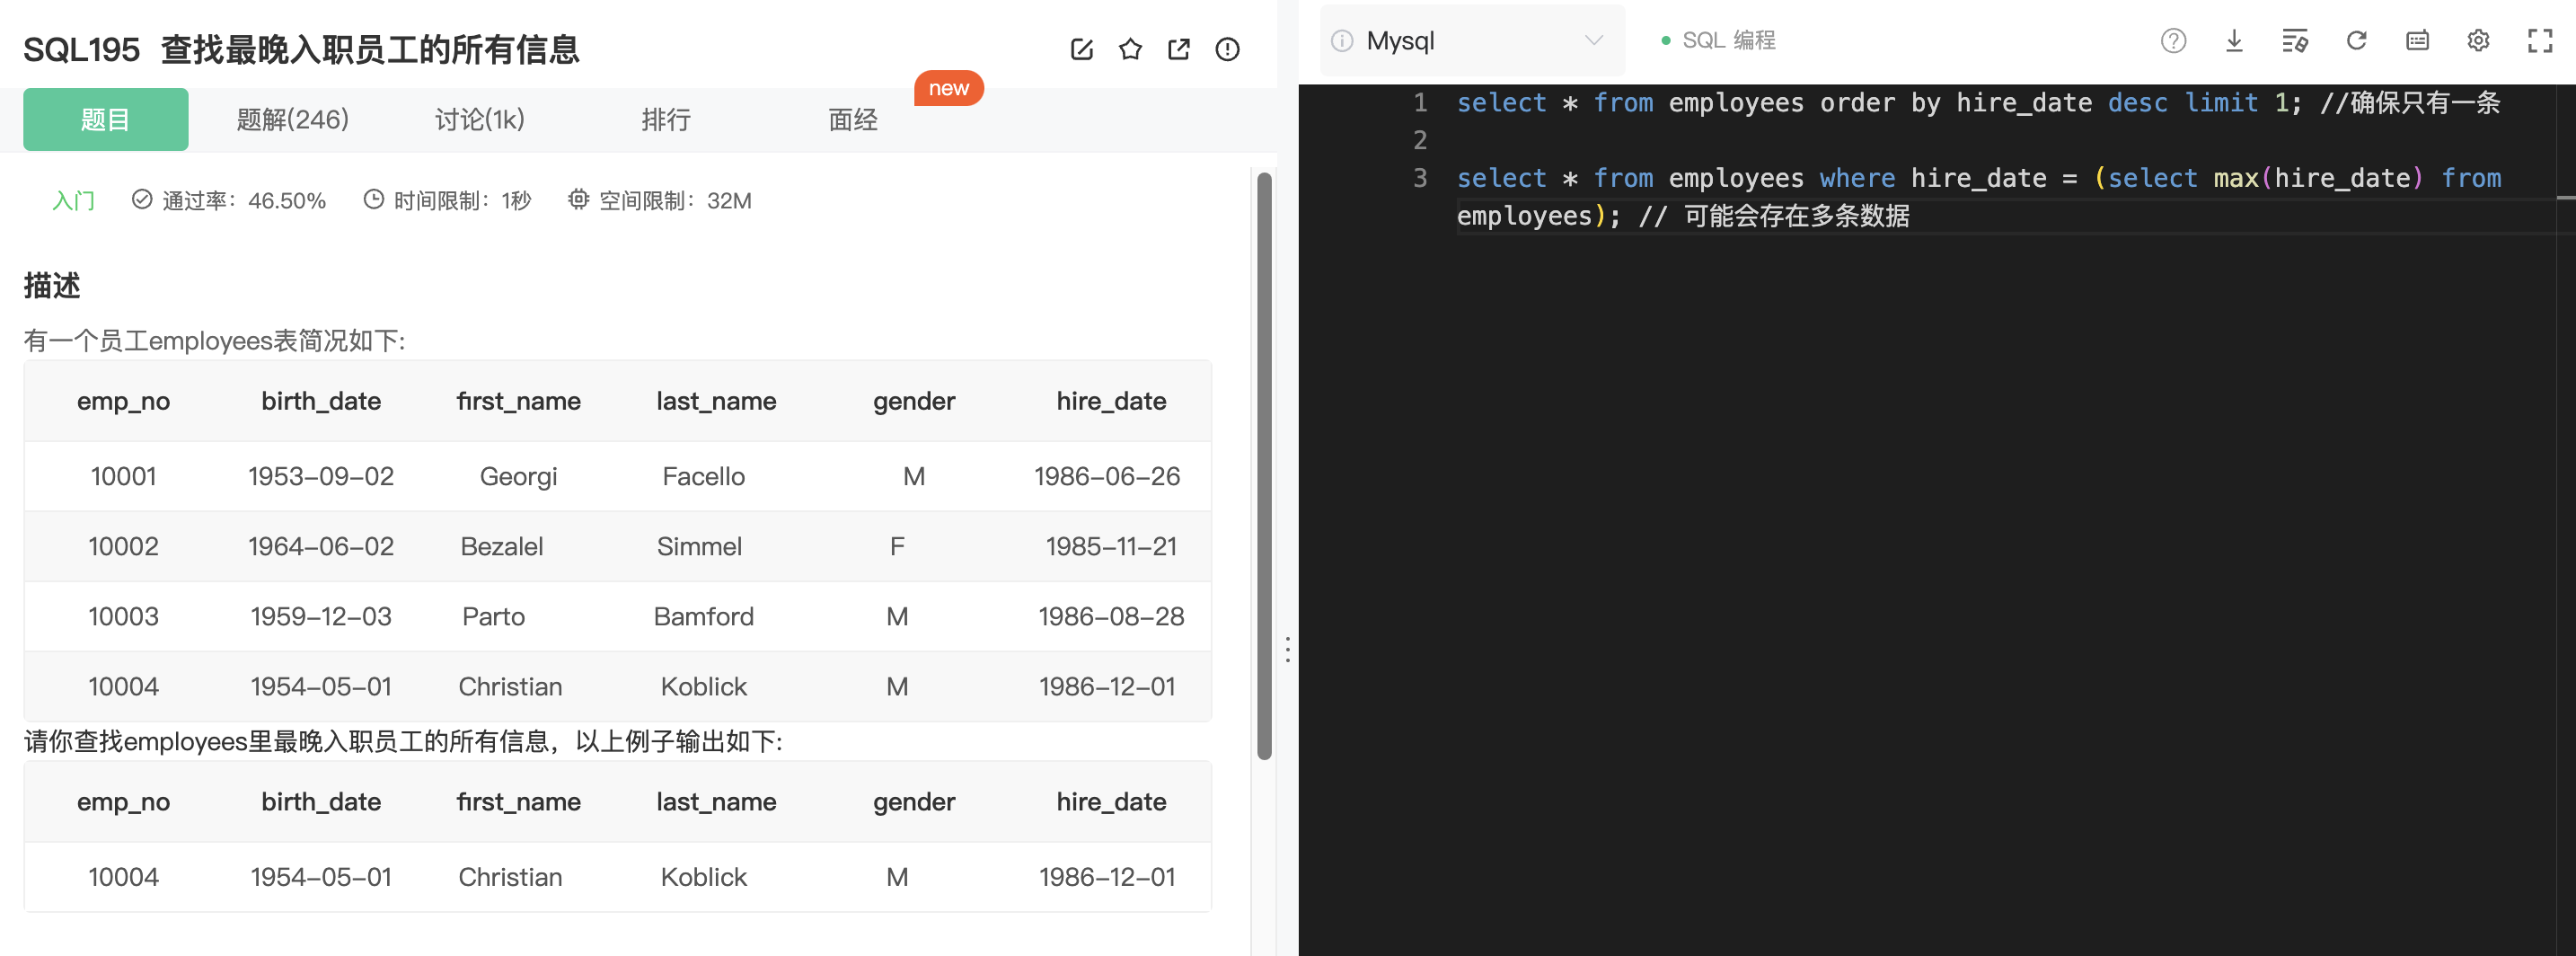 SQL195 查找最晚入职员工的所有信息
题目 题解(246) 讨论(1k) 排行 面经 new
入门 通过率：46.50% 时间限制：1秒 空间限制：32M
描述
有一个员工employees表简况如下:
emp_no birth_date first_name last_name gender hire_date
10001 1953-09-02 Georgi Facello M 1986-06-26
10002 1964-06-02 Bezalel Simmel F 1985-11-21
10003 1959-12-03 Parto Bamford M 1986-08-28
10004 1954-05-01 Christian Koblick M 1986-12-01
请你查找employees里最晚入职员工的所有信息，以上例子输出如下:
emp_no birth_date first_name last_name gender hire_date
10004 1954-05-01 Christian Koblick M 1986-12-01
Mysql SQL 编程
1 select * from employees order by hire_date desc limit 1; //确保只有一条
2
3 select * from employees where hire_date = (select max(hire_date) from
employees); // 可能会存在多条数据